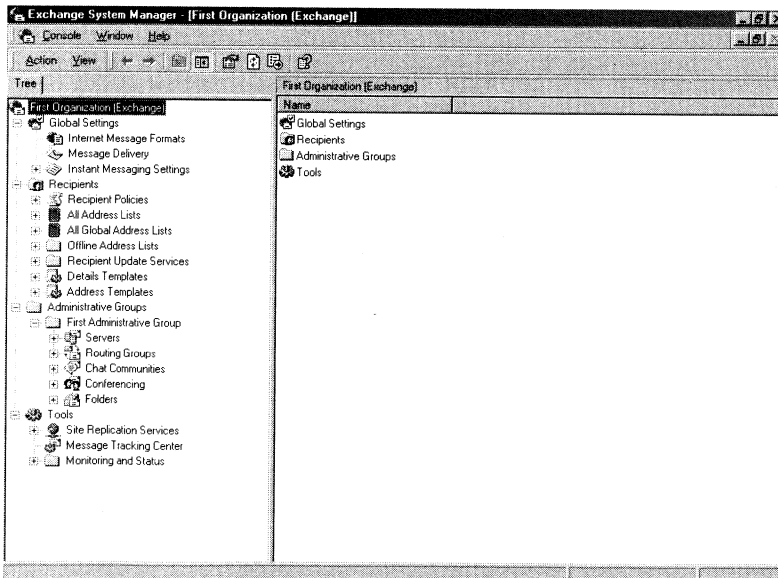 Exchange System Manager - [First Organization (Exchange)]
Console Window Help
Action View
Tree
First Organization (Exchange)
Global Settings
Internet Message Formats
Message Delivery
Instant Messaging Settings
Recipients
Recipient Policies
All Address Lists
All Global Address Lists
Offline Address Lists
Recipient Update Services
Details Templates
Address Templates
Administrative Groups
First Administrative Group
Servers
Routing Groups
Chat Communities
Conferencing
Folders
Tools
Site Replication Services
Message Tracking Center
Monitoring and Status
First Organization (Exchange)
Name
Global Settings
Recipients
Administrative Groups
Tools